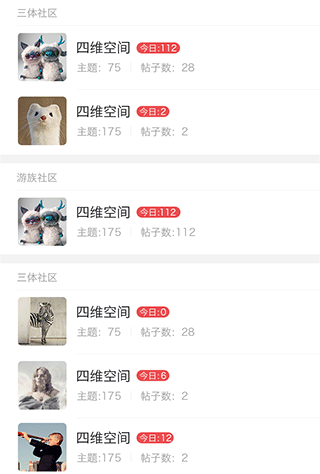 三体社区
四维空间 今日:112
主题: 75 帖子数: 28
四维空间 今日:2
主题:175 帖子数: 2
游族社区
四维空间 今日:112
主题:175 帖子数:112
三体社区
四维空间 今日:0
主题: 75 帖子数: 28
四维空间 今日:6
主题:175 帖子数: 2
四维空间 今日:12
主题:175 帖子数: 2